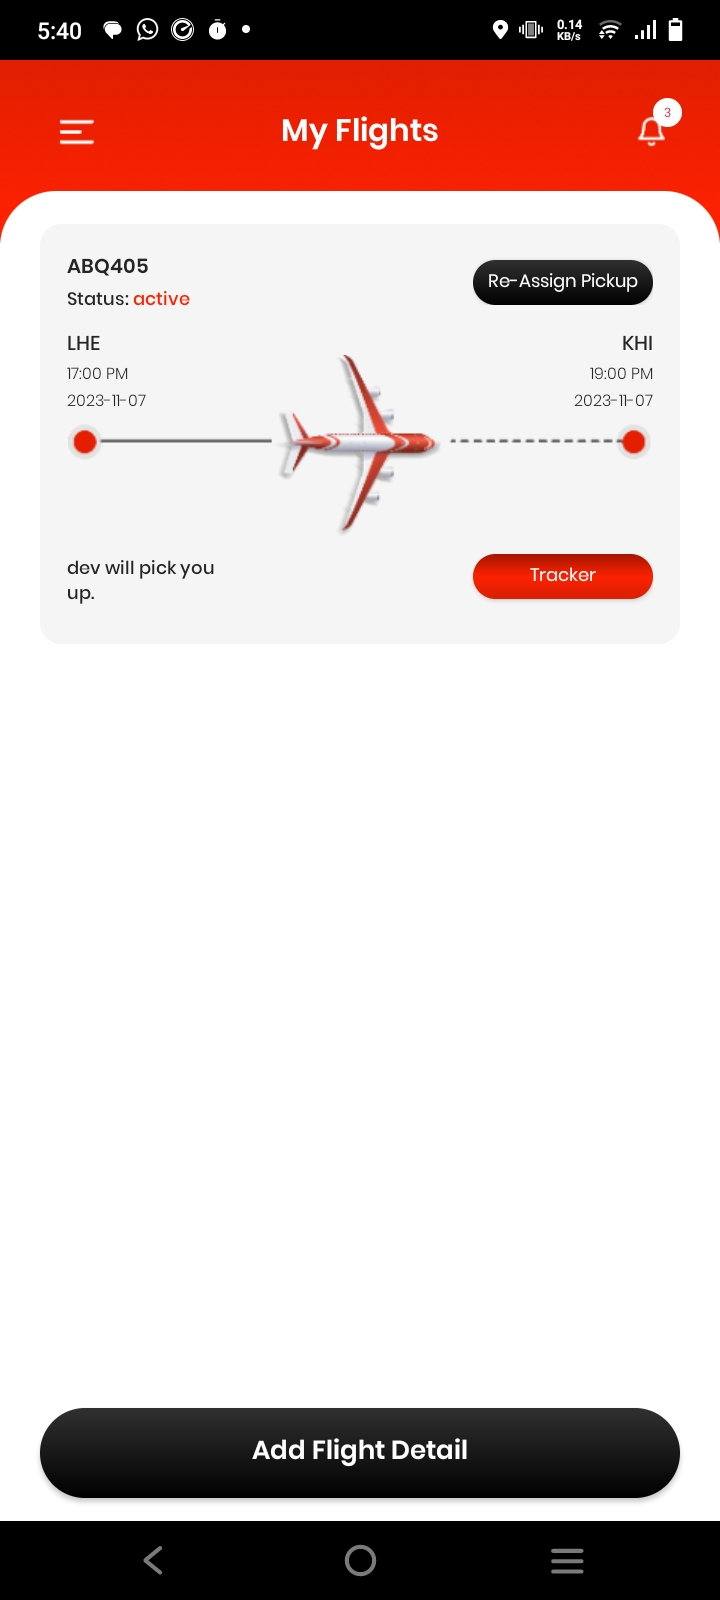 5:40
0.14
KB/s
My Flights
3
ABQ405
Re-Assign Pickup
Status: active
LHE
KHI
17:00 PM
19:00 PM
2023-11-07
2023-11-07
dev will pick you
up.
Tracker
Add Flight Detail